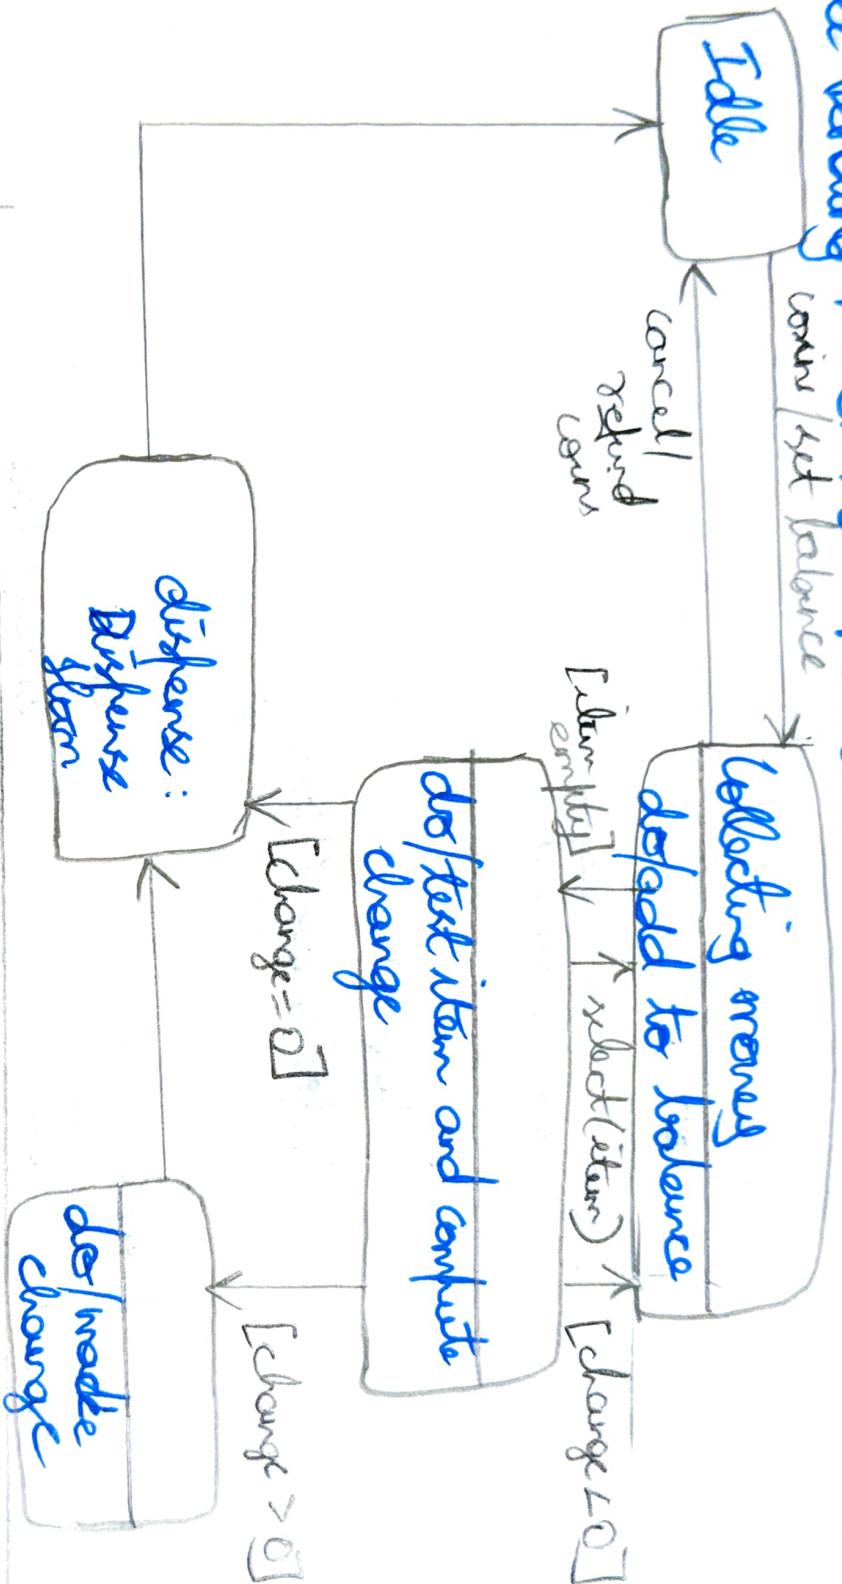 vending
Idle
coins / set balance
cancel/
refund
coins
Collecting money
do/add to balance
[item
empty]
select(item)
[change < 0]
do/test item and compute
change
[change = 0]
[change > 0]
dispense:
Dispense
do/make
change